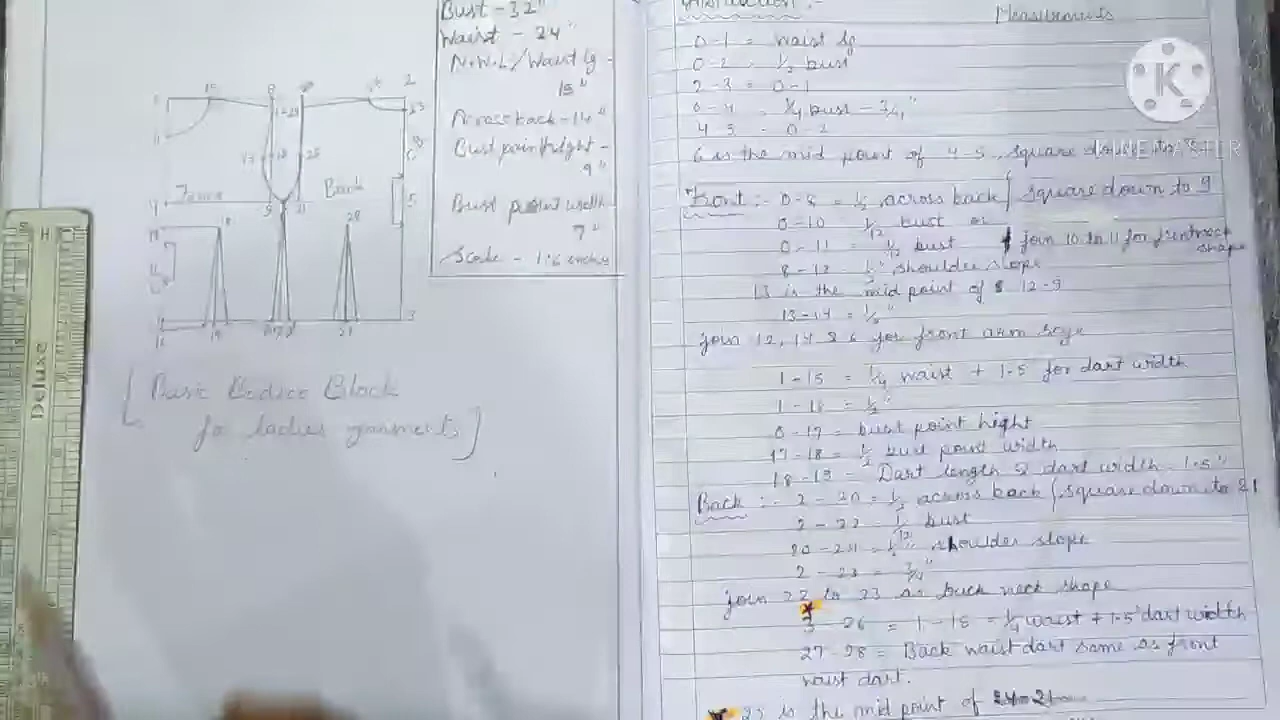 Bust - 32"
Waist - 24"
N.W.L/Waist lg -
15"
Across back - 14"
Bust point hight -
9"
Bust point width
7"
Scale - 1:6 inches
Front
Back
[Basic Bodice Block
for ladies garments]
Deluxe
Measurements
0-1 = waist lg
0-2 = 1/2 bust
2-3 = 0-1
0-4 = 1/4 bust - 3/4"
4-5 = 0-2
6 is the mid point of 4-5, square down to
K
Front :- 0-8 = 1/2 across back / square down to 9
0-10 = 1/12 bust
0-11 = 1/12 bust join 10 to 11 for front neck shape
8-12 = 1/2" shoulder slope
13 is the mid point of 12-9
13-14 = 1/2"
join 12, 14 & 6 for front arm scye
1-15 = 1/4 waist + 1.5 for dart width
1-16 = 1/2"
0-17 = bust point hight
17-18 = 1/2 bust point width
18-19 = Dart length & dart width - 1.5"
Back :- 2-20 = 1/2 across back (square down to 21
2-22 = 1/12 bust
20-24 = 1/2" shoulder slope
2-23 = 3/4"
join 22 to 23 as back neck shape
3-26 = 1-15 = 1/4 waist + 1.5" dart width
27-28 = Back waist dart same as front
waist dart.
is the mid point of